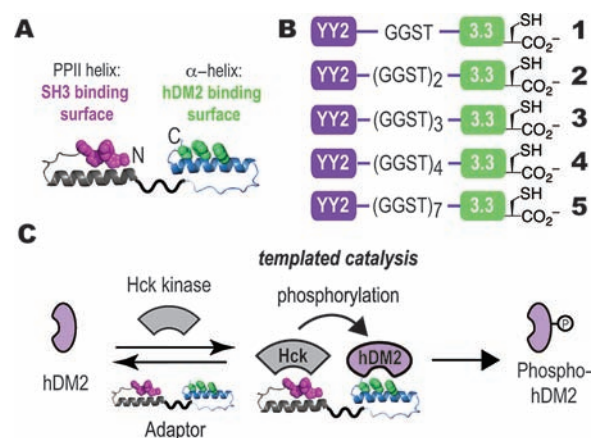 A
PPII helix:
SH3 binding
surface
α–helix:
hDM2 binding
surface
N
C
B
YY2 GGST 3.3 SH CO₂⁻ 1
YY2 (GGST)₂ 3.3 SH CO₂⁻ 2
YY2 (GGST)₃ 3.3 SH CO₂⁻ 3
YY2 (GGST)₄ 3.3 SH CO₂⁻ 4
YY2 (GGST)₇ 3.3 SH CO₂⁻ 5
C
templated catalysis
Hck kinase
phosphorylation
Hck
hDM2
P
hDM2
Adaptor
Phospho-
hDM2